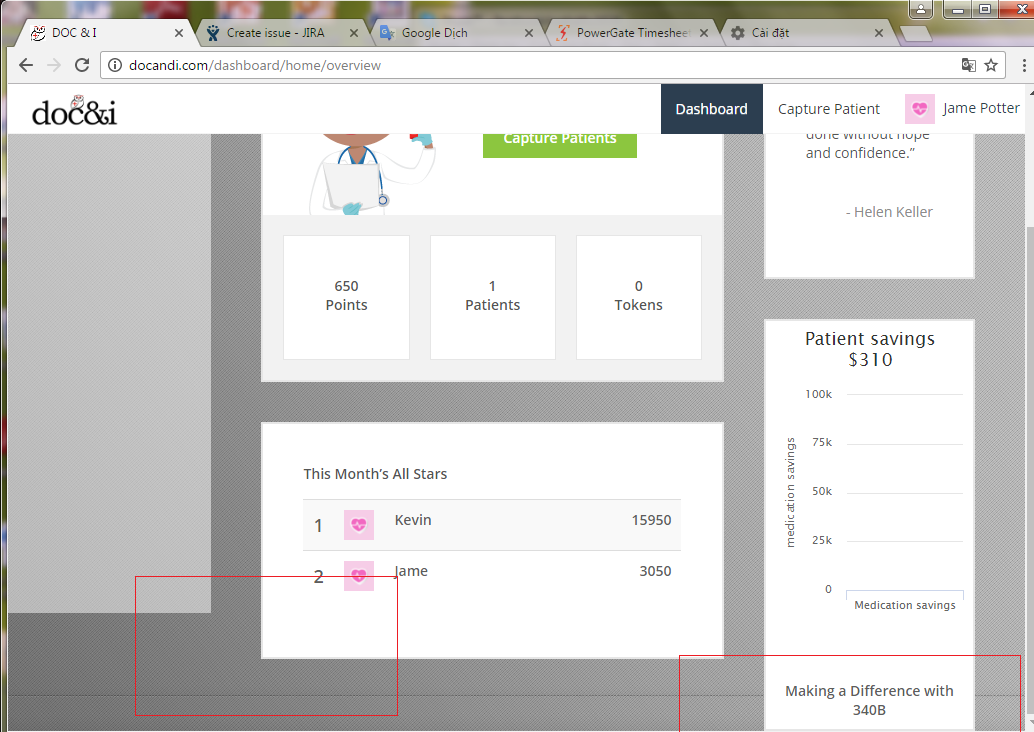 DOC & I
Create issue - JIRA
Google Dịch
PowerGate Timeshee
Cài đặt
docandi.com/dashboard/home/overview
doc&i
Dashboard
Capture Patient
Jame Potter
Capture Patients
done without hope
and confidence.”
- Helen Keller
650
Points
1
Patients
0
Tokens
Patient savings
$310
100k
75k
50k
25k
0
medication savings
Medication savings
This Month’s All Stars
1
Kevin
15950
2
Jame
3050
Making a Difference with
340B